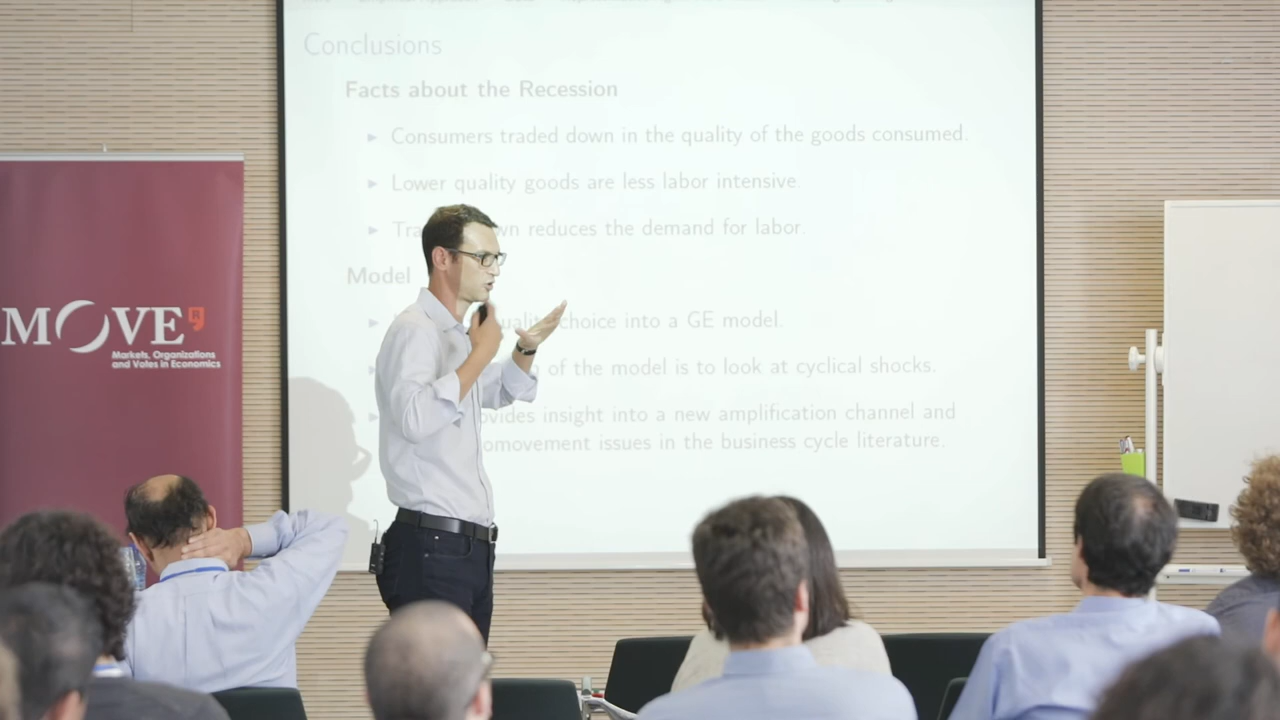 Conclusions
Facts about the Recession
Consumers traded down in the quality of the goods consumed.
Lower quality goods are less labor intensive.
reduces the demand for labor.
Model
choice into a GE model.
of the model is to look at cyclical shocks.
insight into a new amplification channel and
issues in the business cycle literature.
MOVE
Markets, Organizations
and Votes in Economics